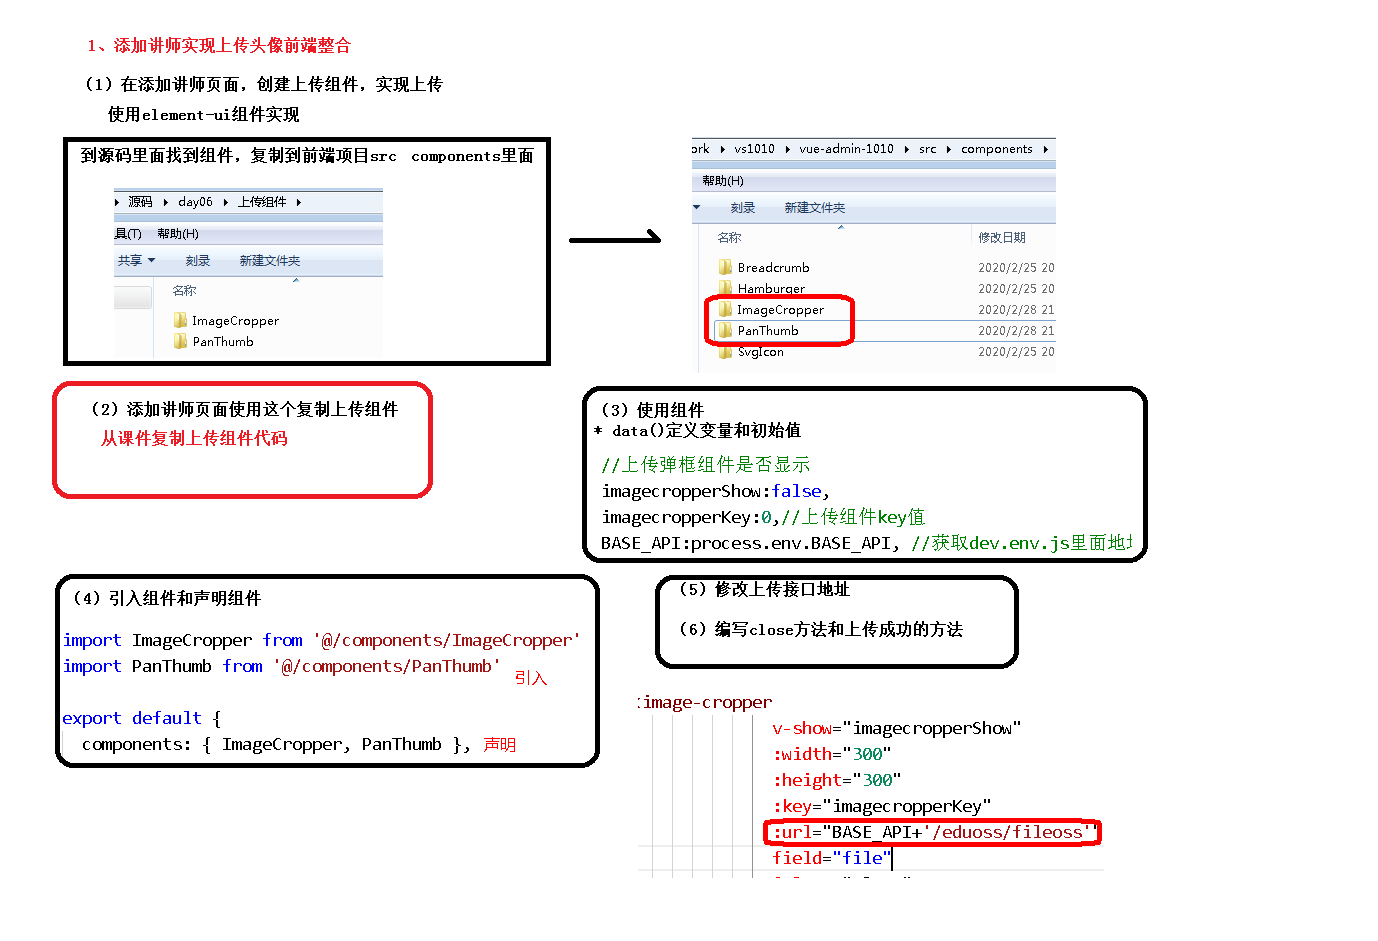 1、添加讲师实现上传头像前端整合
（1）在添加讲师页面，创建上传组件，实现上传
使用element-ui组件实现
到源码里面找到组件，复制到前端项目src components里面
源码 day06 上传组件
具(T) 帮助(H)
共享 刻录 新建文件夹
名称
ImageCropper
PanThumb
ork vs1010 vue-admin-1010 src components
帮助(H)
刻录 新建文件夹
名称 修改日期
Breadcrumb 2020/2/25 20
Hamburger 2020/2/25 20
ImageCropper 2020/2/28 21
PanThumb 2020/2/28 21
SvgIcon 2020/2/25 20
（2）添加讲师页面使用这个复制上传组件
从课件复制上传组件代码
（3）使用组件
* data()定义变量和初始值
//上传弹框组件是否显示
imagecropperShow:false,
imagecropperKey:0,//上传组件key值
BASE_API:process.env.BASE_API, //获取dev.env.js里面地
（4）引入组件和声明组件
import ImageCropper from '@/components/ImageCropper'
import PanThumb from '@/components/PanThumb'
引入
export default {
components: { ImageCropper, PanThumb }, 声明
（5）修改上传接口地址
（6）编写close方法和上传成功的方法
image-cropper
v-show="imagecropperShow"
:width="300"
:height="300"
:key="imagecropperKey"
:url="BASE_API+'/eduoss/fileoss'"
field="file"